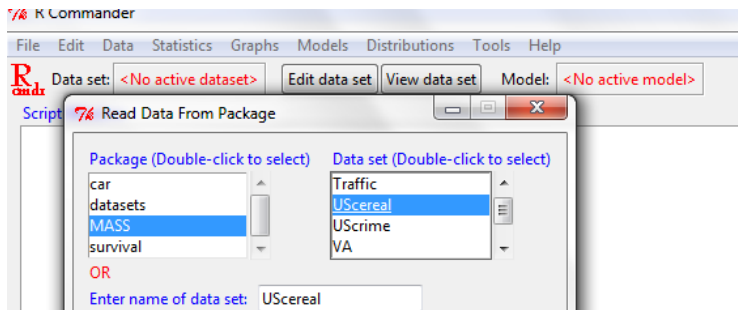 R Commander
File Edit Data Statistics Graphs Models Distributions Tools Help
R cmdr Data set: <No active dataset> Edit data set View data set Model: <No active model>
Script
Read Data From Package
Package (Double-click to select) Data set (Double-click to select)
car Traffic
datasets UScereal
MASS UScrime
survival VA
OR
Enter name of data set: UScereal